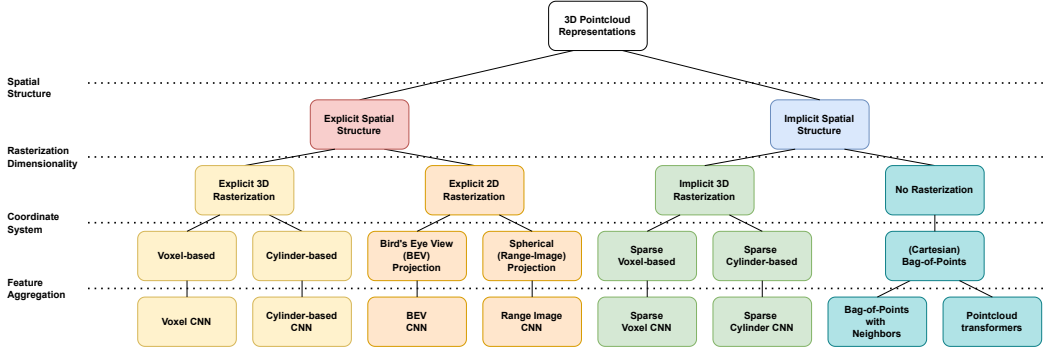 3D Pointcloud
Representations
Spatial
Structure
Explicit Spatial
Structure
Implicit Spatial
Structure
Rasterization
Dimensionality
Explicit 3D
Rasterization
Explicit 2D
Rasterization
Implicit 3D
Rasterization
No Rasterization
Coordinate
System
Voxel-based
Cylinder-based
Bird's Eye View
(BEV)
Projection
Spherical
(Range-Image)
Projection
Sparse
Voxel-based
Sparse
Cylinder-based
(Cartesian)
Bag-of-Points
Feature
Aggregation
Voxel CNN
Cylinder-based
CNN
BEV
CNN
Range Image
CNN
Sparse
Voxel CNN
Sparse
Cylinder CNN
Bag-of-Points
with
Neighbors
Pointcloud
transformers